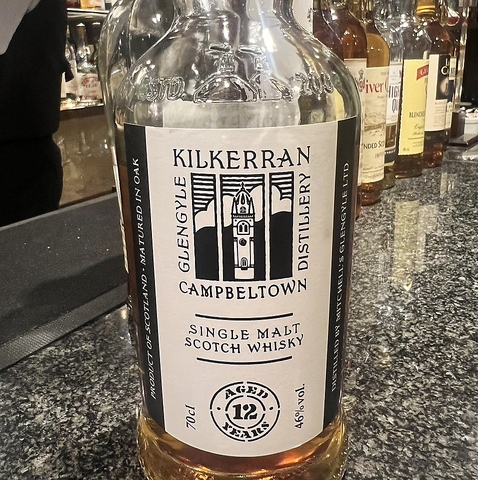 KILKERRAN
GLENGYLE
DISTILLERY
CAMPBELTOWN
SINGLE MALT
SCOTCH WHISKY
AGED
12
YEARS
70cl
46%vol.
PRODUCT OF SCOTLAND • MATURED IN OAK
DISTILLED BY MITCHELL'S GLENGYLE LTD